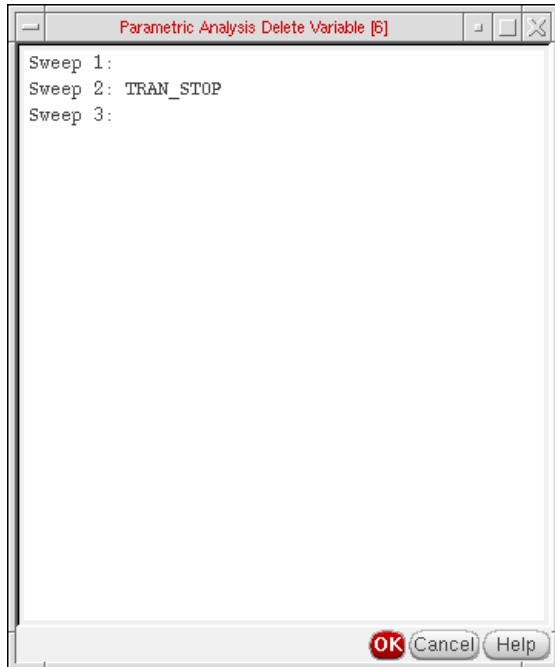 Parametric Analysis Delete Variable [6]
Sweep 1:
Sweep 2: TRAN_STOP
Sweep 3:
OK Cancel Help